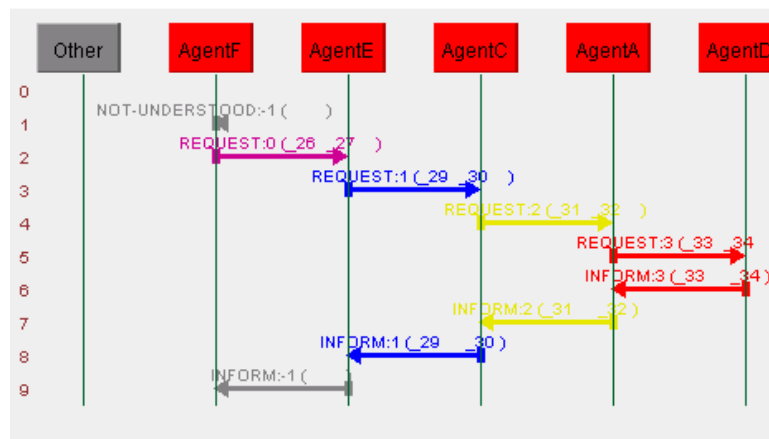 Other AgentF AgentE AgentC AgentA AgentD
0
NOT-UNDERSTOOD:-1 ( )
1
REQUEST:0 (_26 _27 )
2
REQUEST:1 (_29 _30 )
3
REQUEST:2 (_31 _32 )
4
REQUEST:3 (_33 _34
5
INFORM:3 (_33 _34)
6
INFORM:2 (_31 _32)
7
INFORM:1 (_29 _30)
8
INFORM:-1 ( )
9